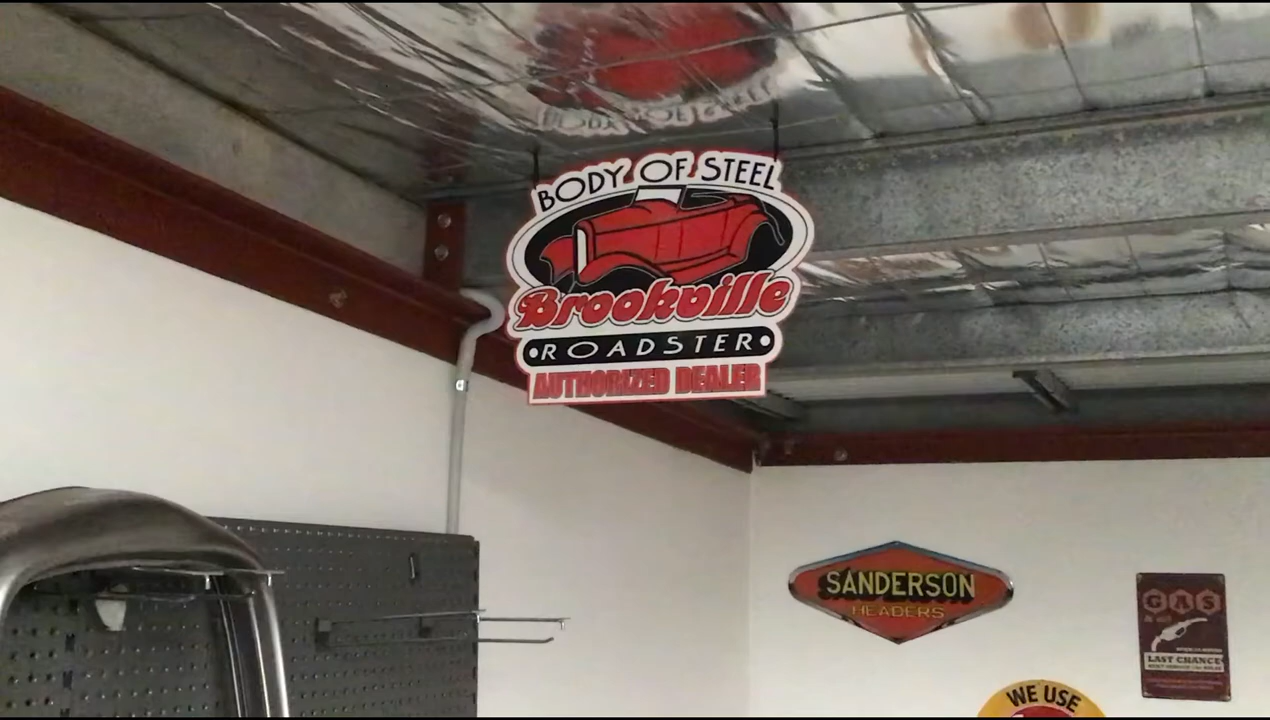 BODY OF STEEL
Brookville
ROADSTER
AUTHORIZED DEALER
SANDERSON
HEADERS
GAS
LAST CHANCE
WE USE